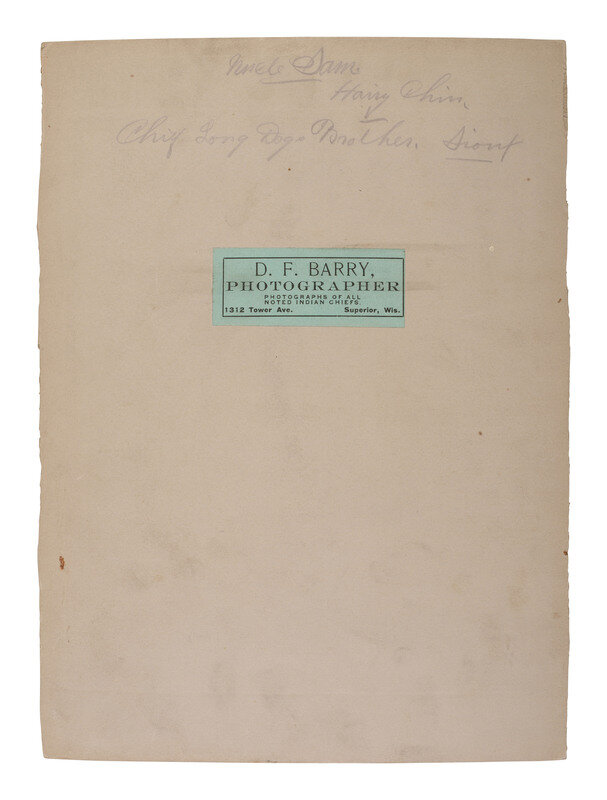 Uncle Sam
Hairy Chin,
Chief Long Dogs Brother. Sioux
D. F. BARRY,
PHOTOGRAPHER
PHOTOGRAPHS OF ALL
NOTED INDIAN CHIEFS.
1312 Tower Ave. Superior, Wis.